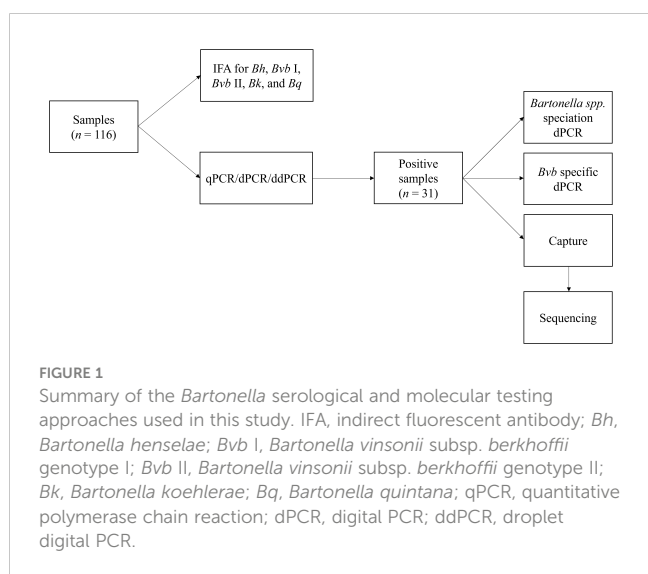 IFA for Bh, Bvb I,
Bvb II, Bk, and Bq
Samples
(n = 116)
qPCR/dPCR/ddPCR
Positive
samples
(n = 31)
Bartonella spp.
speciation
dPCR
Bvb specific
dPCR
Capture
Sequencing
FIGURE 1
Summary of the Bartonella serological and molecular testing
approaches used in this study. IFA, indirect fluorescent antibody; Bh,
Bartonella henselae; Bvb I, Bartonella vinsonii subsp. berkhoffii
genotype I; Bvb II, Bartonella vinsonii subsp. berkhoffii genotype II;
Bk, Bartonella koehlerae; Bq, Bartonella quintana; qPCR, quantitative
polymerase chain reaction; dPCR, digital PCR; ddPCR, droplet
digital PCR.